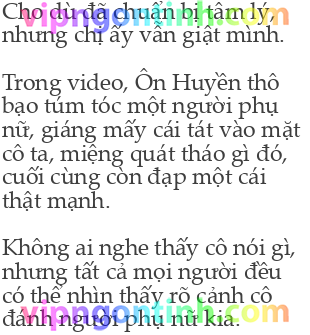 Cho dù đã chuẩn bị tâm lý,
vipngontinh.com
nhưng chị ấy vẫn giật mình.
Trong video, Ôn Huyền thô
bạo túm tóc một người phụ
nữ, giáng mấy cái tát vào mặt
cô ta, miệng quát tháo gì đó,
cuối cùng còn đạp một cái
thật mạnh.
Không ai nghe thấy cô nói gì,
nhưng tất cả mọi người đều
có thể nhìn thấy rõ cảnh cô
vipngontinh.com
đánh người phụ nữ kia.